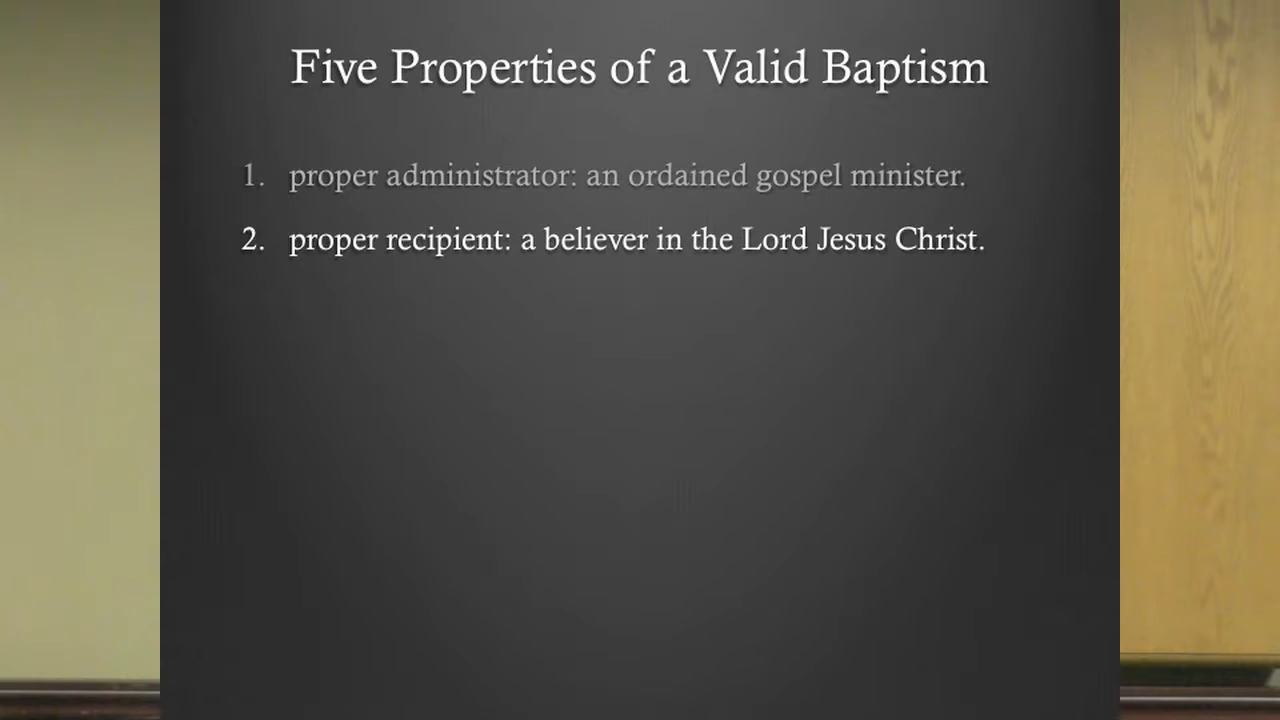 Five Properties of a Valid Baptism
1. proper administrator: an ordained gospel minister.
2. proper recipient: a believer in the Lord Jesus Christ.